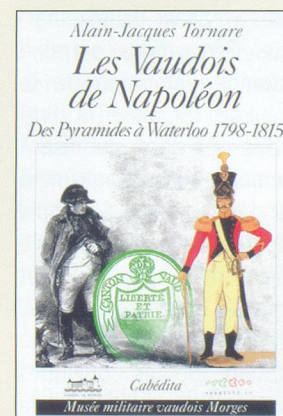 Alain-Jacques Tornare
Les Vaudois
de Napoléon
Des Pyramides à Waterloo 1798-1815
CANTON DE VAUD
LIBERTÉ
ET
PATRIE
Cabédita
Musée militaire vaudois Morges